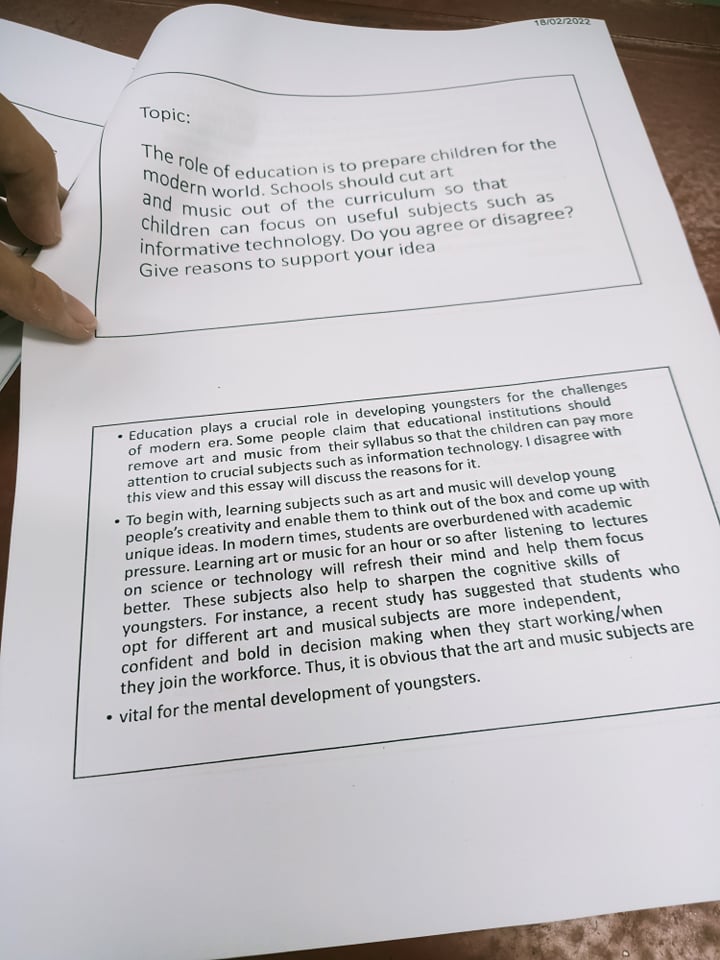 18/02/2022
Topic:
The role of education is to prepare children for the
modern world. Schools should cut art
and music out of the curriculum so that
children can focus on useful subjects such as
informative technology. Do you agree or disagree?
Give reasons to support your idea
• Education plays a crucial role in developing youngsters for the challenges
of modern era. Some people claim that educational institutions should
remove art and music from their syllabus so that the children can pay more
attention to crucial subjects such as information technology. I disagree with
this view and this essay will discuss the reasons for it.
• To begin with, learning subjects such as art and music will develop young
people's creativity and enable them to think out of the box and come up with
unique ideas. In modern times, students are overburdened with academic
pressure. Learning art or music for an hour or so after listening to lectures
on science or technology will refresh their mind and help them focus
better. These subjects also help to sharpen the cognitive skills of
youngsters. For instance, a recent study has suggested that students who
opt for different art and musical subjects are more independent,
confident and bold in decision making when they start working/when
they join the workforce. Thus, it is obvious that the art and music subjects are
• vital for the mental development of youngsters.